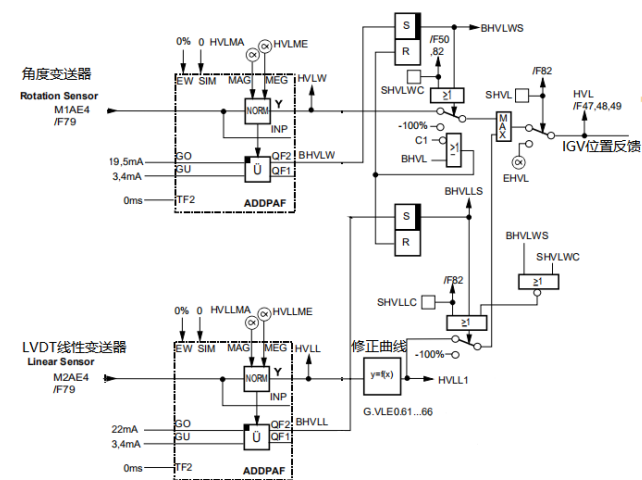 0% 0 HVLMA HVLME
角度变送器
Rotation Sensor
M1AE4
/F79
EW SIM MAG MEG
NORM Y
INP
HVLW
19,5mA GO
3,4mA GU
Ü
QF2
QF1
BHVLW
0ms TF2
ADDPAF
S
R
BHVLWS
/F50
,82
SHVLWC
≥1
-100%
C1
BHVL
>1
–
MAX
SHVL
/F82
HVL
/F47,48,49
IGV位置反馈
EHVL
S
R
BHVLLS
BHVLWS
SHVLWC
≥1
/F82
SHVLLC
≥1
-100%
0% 0 HVLLMA HVLLME
LVDT线性变送器
Linear Sensor
M2AE4
/F79
EW SIM MAG MEG
NORM Y
INP
HVLL
修正曲线
y=f(x)
HVLL1
G.VLE0.61...66
22mA GO
3,4mA GU
Ü
QF2
QF1
BHVLL
0ms TF2
ADDPAF